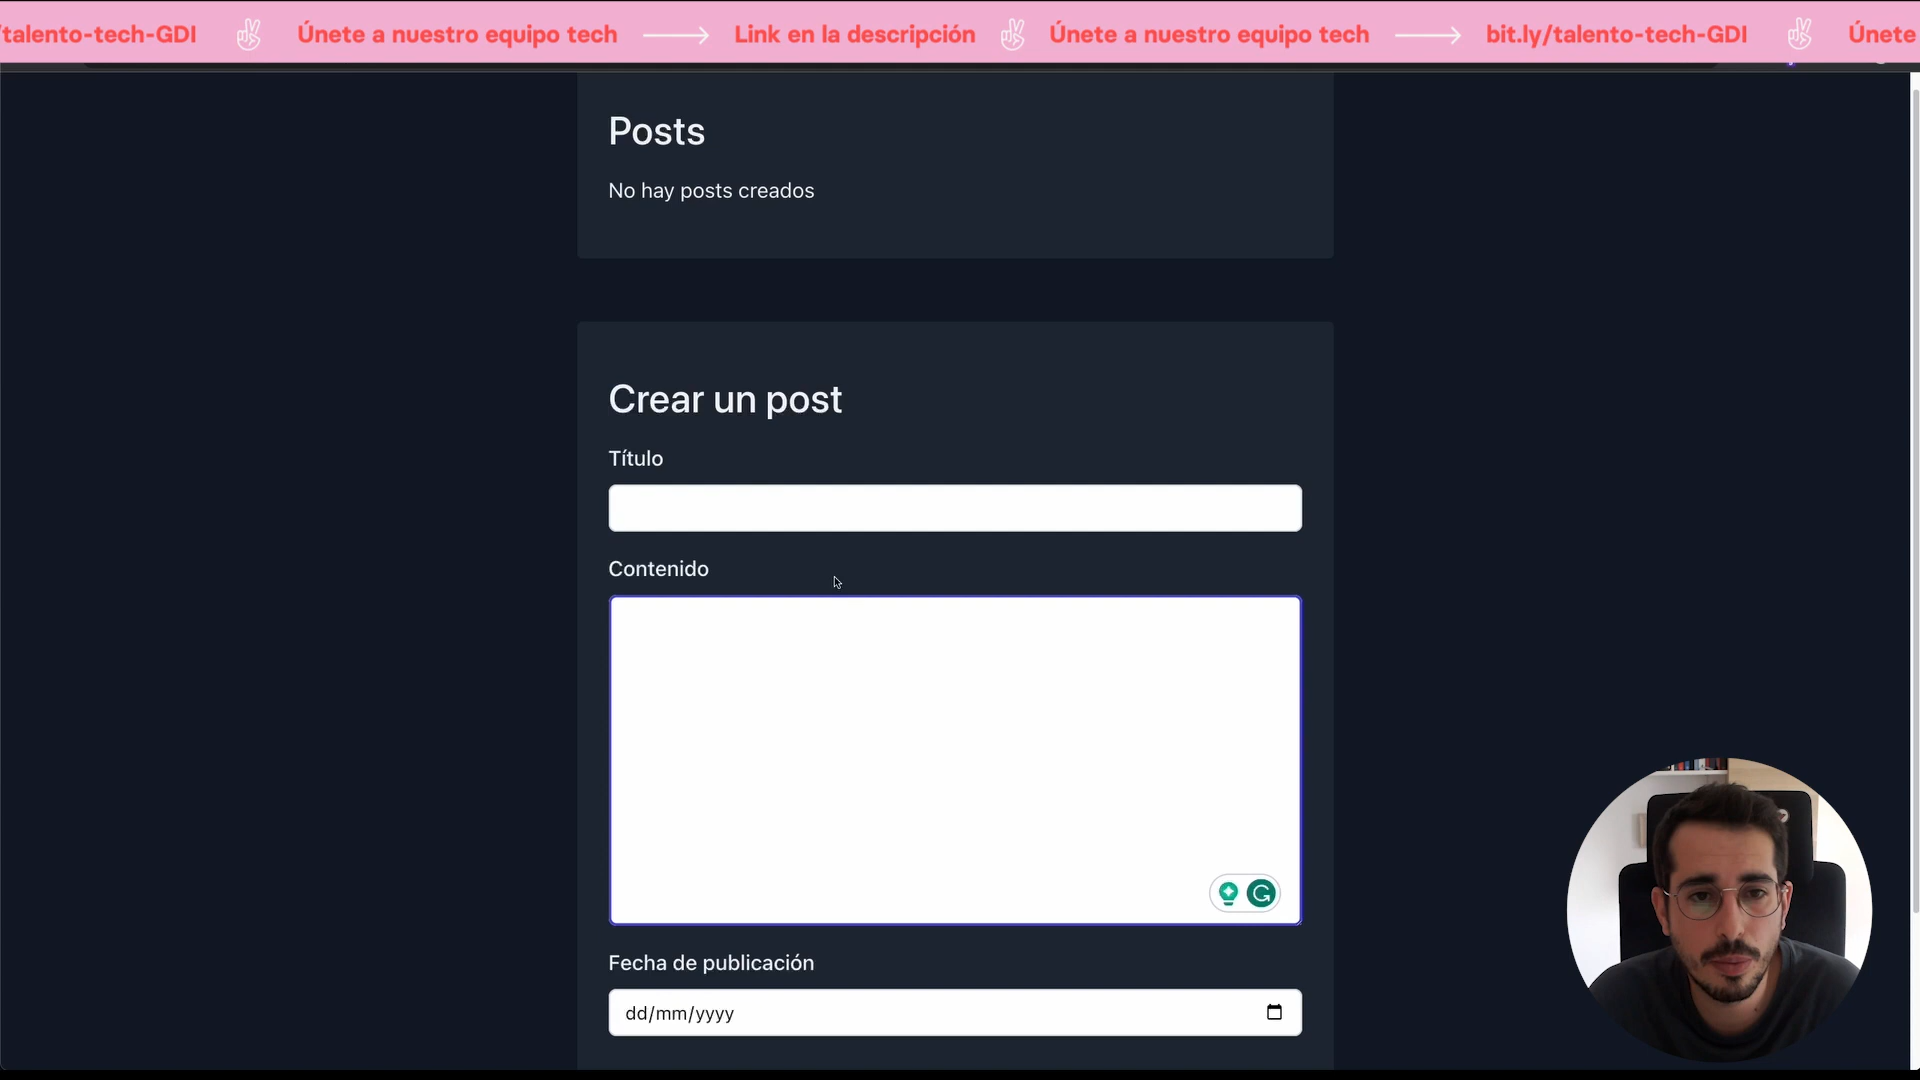 /talento-tech-GDI Únete a nuestro equipo tech Link en la descripción Únete a nuestro equipo tech bit.ly/talento-tech-GDI Únete
Posts
No hay posts creados
Crear un post
Título
Contenido
Fecha de publicación
dd/mm/yyyy